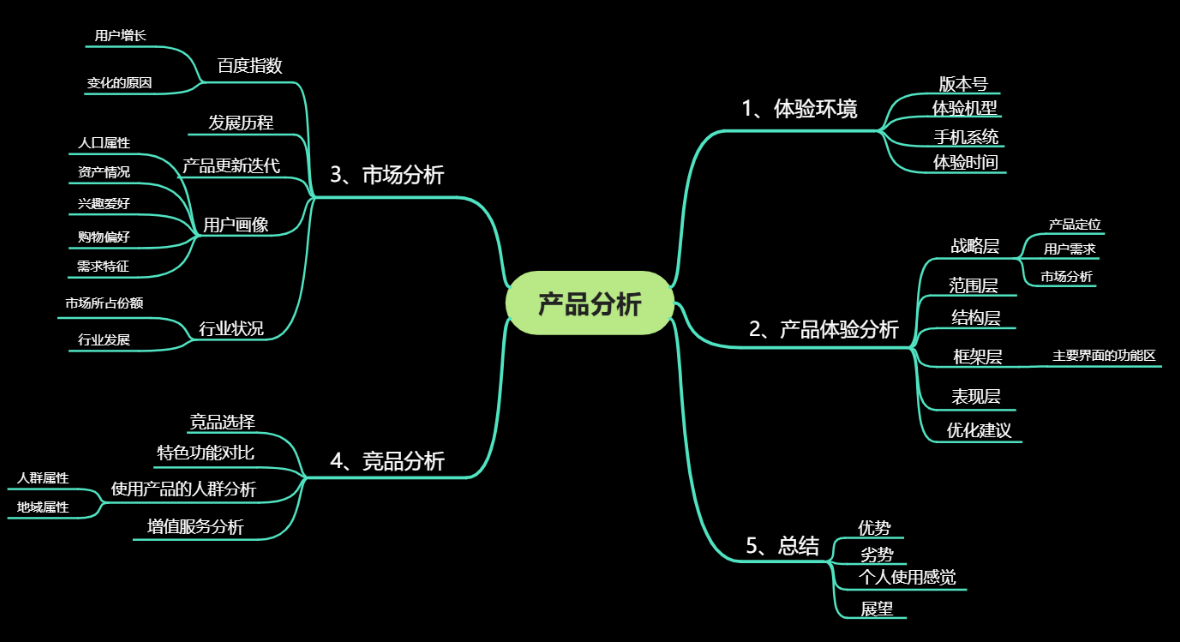 产品分析
1、体验环境
版本号
体验机型
手机系统
体验时间
2、产品体验分析
战略层
产品定位
用户需求
市场分析
范围层
结构层
框架层
主要界面的功能区
表现层
优化建议
3、市场分析
百度指数
用户增长
变化的原因
发展历程
产品更新迭代
用户画像
人口属性
资产情况
兴趣爱好
购物偏好
需求特征
行业状况
市场所占份额
行业发展
4、竞品分析
竞品选择
特色功能对比
使用产品的人群分析
人群属性
地域属性
增值服务分析
5、总结
优势
劣势
个人使用感觉
展望